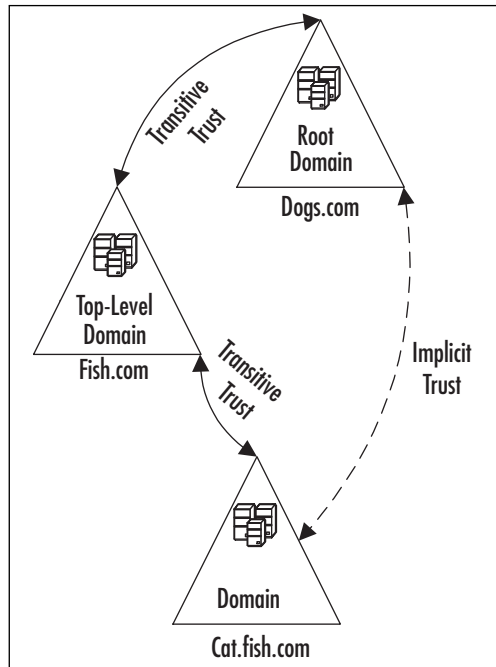 Transitive
Trust
Root
Domain
Dogs.com
Top-Level
Domain
Fish.com
Transitive
Trust
Implicit
Trust
Domain
Cat.fish.com